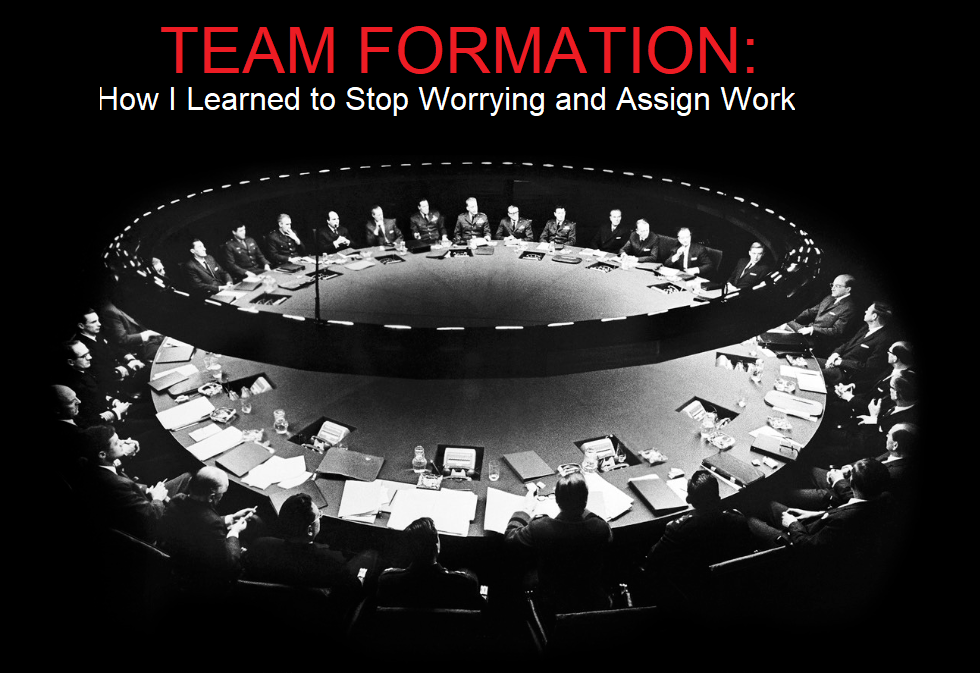 TEAM FORMATION:
How I Learned to Stop Worrying and Assign Work